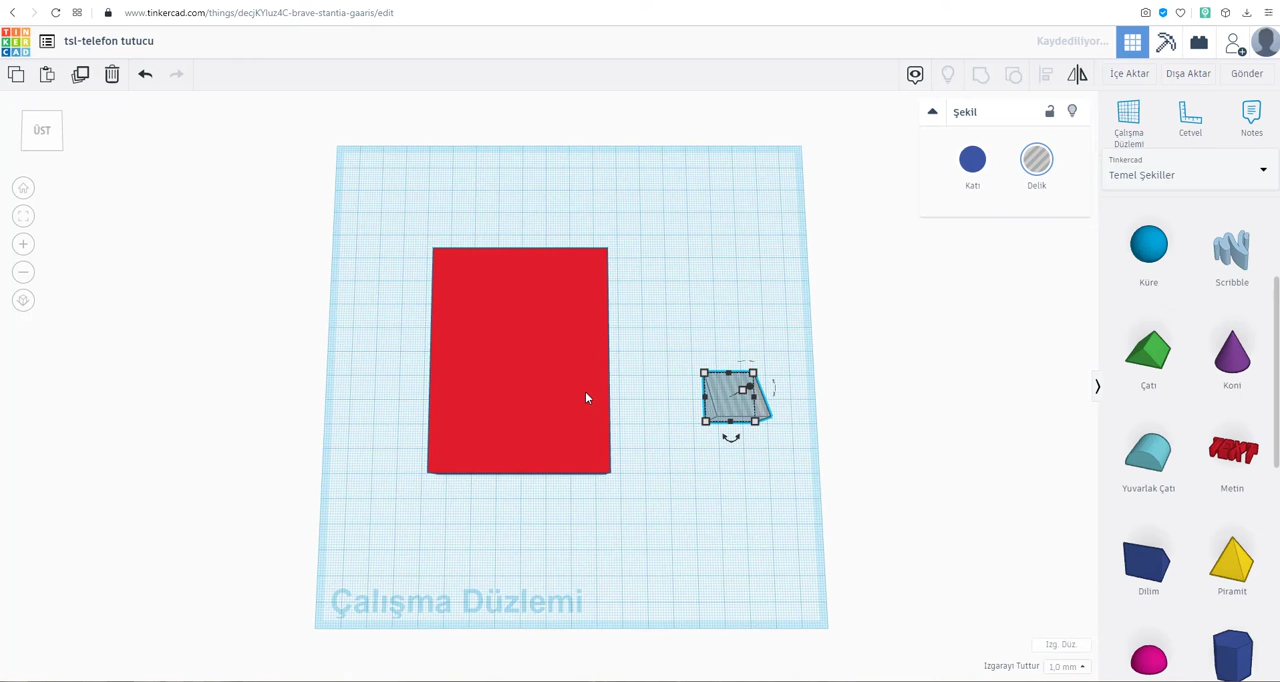 www.tinkercad.com/things/decjKYIuz4C-brave-stantia-gaaris/edit
TIN
KER
CAD
tsl-telefon tutucu
Kaydediliyor...
İçe Aktar
Dışa Aktar
Gönder
ÜST
Şekil
Katı
Delik
Çalışma
Düzlemi
Cetvel
Notes
Tinkercad
Temel Şekiller
Küre
Scribble
Çatı
Koni
TEXT
Yuvarlak Çatı
Metin
Dilim
Piramit
Çalışma Düzlemi
Izg. Düz.
Izgarayı Tuttur
1,0 mm